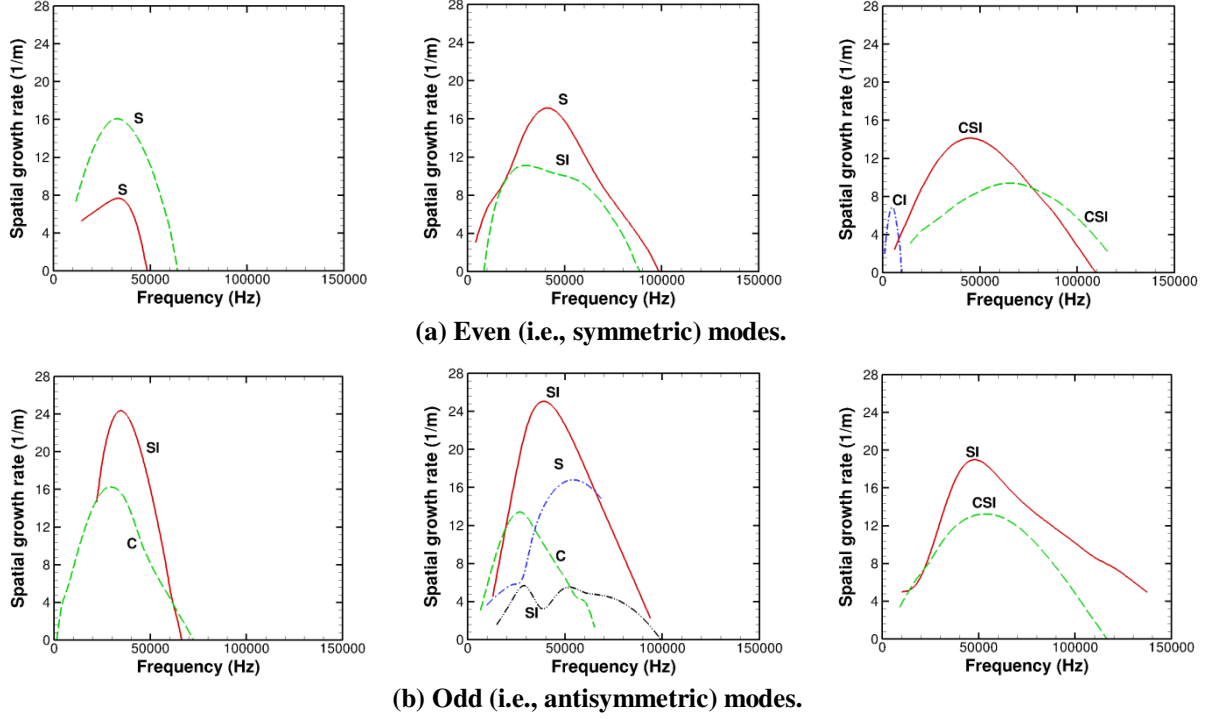 28
24
20
16
12
8
4
0
Spatial growth rate (1/m)
S
S
0 50000 100000 150000
Frequency (Hz)
28
24
20
16
12
8
4
0
Spatial growth rate (1/m)
S
SI
0 50000 100000 150000
Frequency (Hz)
28
24
20
16
12
8
4
0
Spatial growth rate (1/m)
CSI
CI
CSI
0 50000 100000 150000
Frequency (Hz)
(a) Even (i.e., symmetric) modes.
28
24
20
16
12
8
4
0
Spatial growth rate (1/m)
SI
C
0 50000 100000 150000
Frequency (Hz)
28
24
20
16
12
8
4
0
Spatial growth rate (1/m)
SI
S
C
SI
0 50000 100000 150000
Frequency (Hz)
28
24
20
16
12
8
4
0
Spatial growth rate (1/m)
SI
CSI
0 50000 100000 150000
Frequency (Hz)
(b) Odd (i.e., antisymmetric) modes.